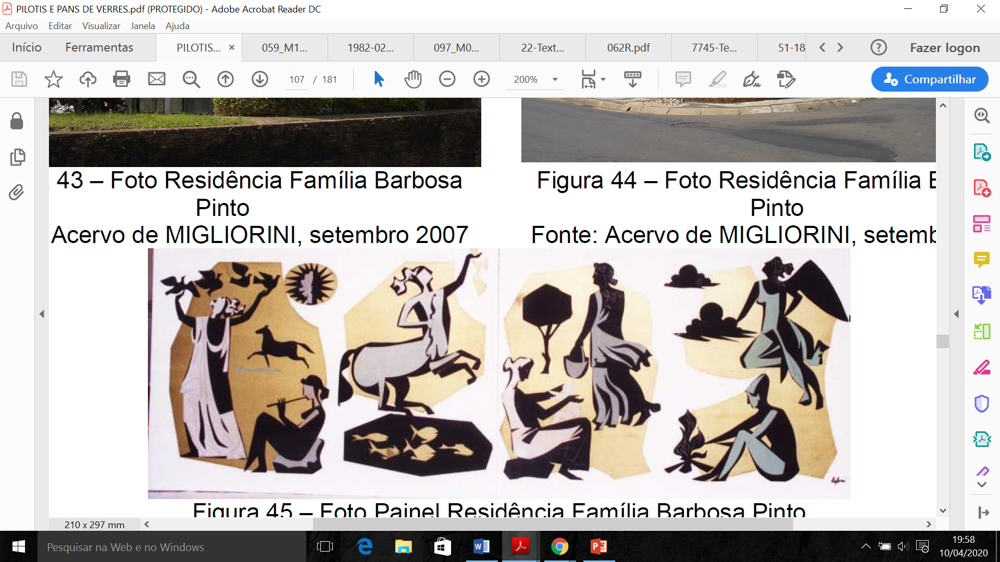 PILOTIS E PANS DE VERRES.pdf (PROTEGIDO) - Adobe Acrobat Reader DC
Arquivo Editar Visualizar Janela Ajuda
Início Ferramentas PILOTIS... × 059_M1... 1982-02... 097_M0... 22-Text... 062R.pdf 7745-Te... 51-18 Fazer logon
107 / 181 200% Compartilhar
43 – Foto Residência Família Barbosa
Pinto
Acervo de MIGLIORINI, setembro 2007
Figura 44 – Foto Residência Família
Pinto
Fonte: Acervo de MIGLIORINI, setemb
Figura 45 – Foto Painel Residência Família Barbosa Pinto
210 x 297 mm
Pesquisar na Web e no Windows
19:58
10/04/2020